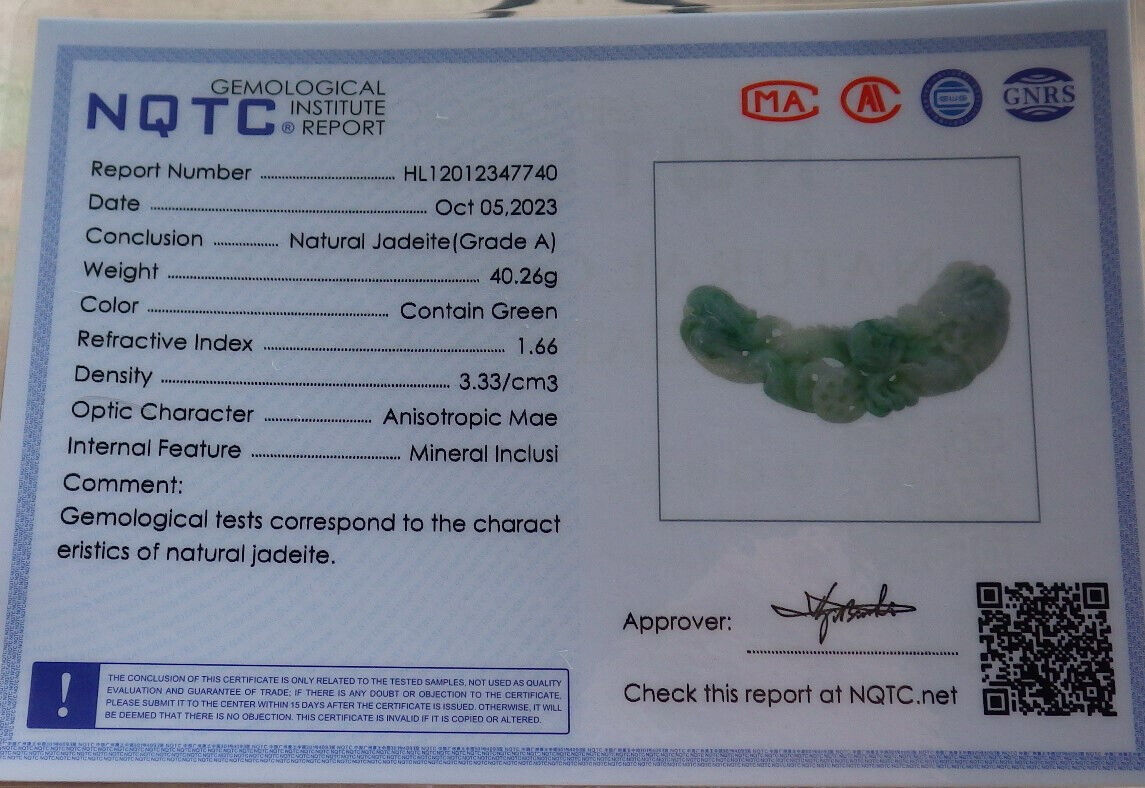 GEMOLOGICAL
NQTC® INSTITUTE
REPORT
MA
GNRS
Report Number ........ HL12012347740
Date ........ Oct 05,2023
Conclusion ........ Natural Jadeite(Grade A)
Weight ........ 40.26g
Color ........ Contain Green
Refractive Index ........ 1.66
Density ........ 3.33/cm3
Optic Character ........ Anisotropic Mae
Internal Feature ........ Mineral Inclusi
Comment:
Gemological tests correspond to the charact
eristics of natural jadeite.
! THE CONCLUSION OF THIS CERTIFICATE IS ONLY RELATED TO THE TESTED SAMPLES, NOT USED AS QUALITY
EVALUATION AND GUARANTEE OF TRADE; IF THERE IS ANY DOUBT OR OBJECTION TO THE CERTIFICATE,
PLEASE SUBMIT IT TO THE CENTER WITHIN 15 DAYS AFTER THE CERTIFICATE IS ISSUED. OTHERWISE, IT WILL
BE DEEMED THAT THERE IS NO OBJECTION. THIS CERTIFICATE IS INVALID IF IT IS COPIED OR ALTERED.
Approver:
Check this report at NQTC.net